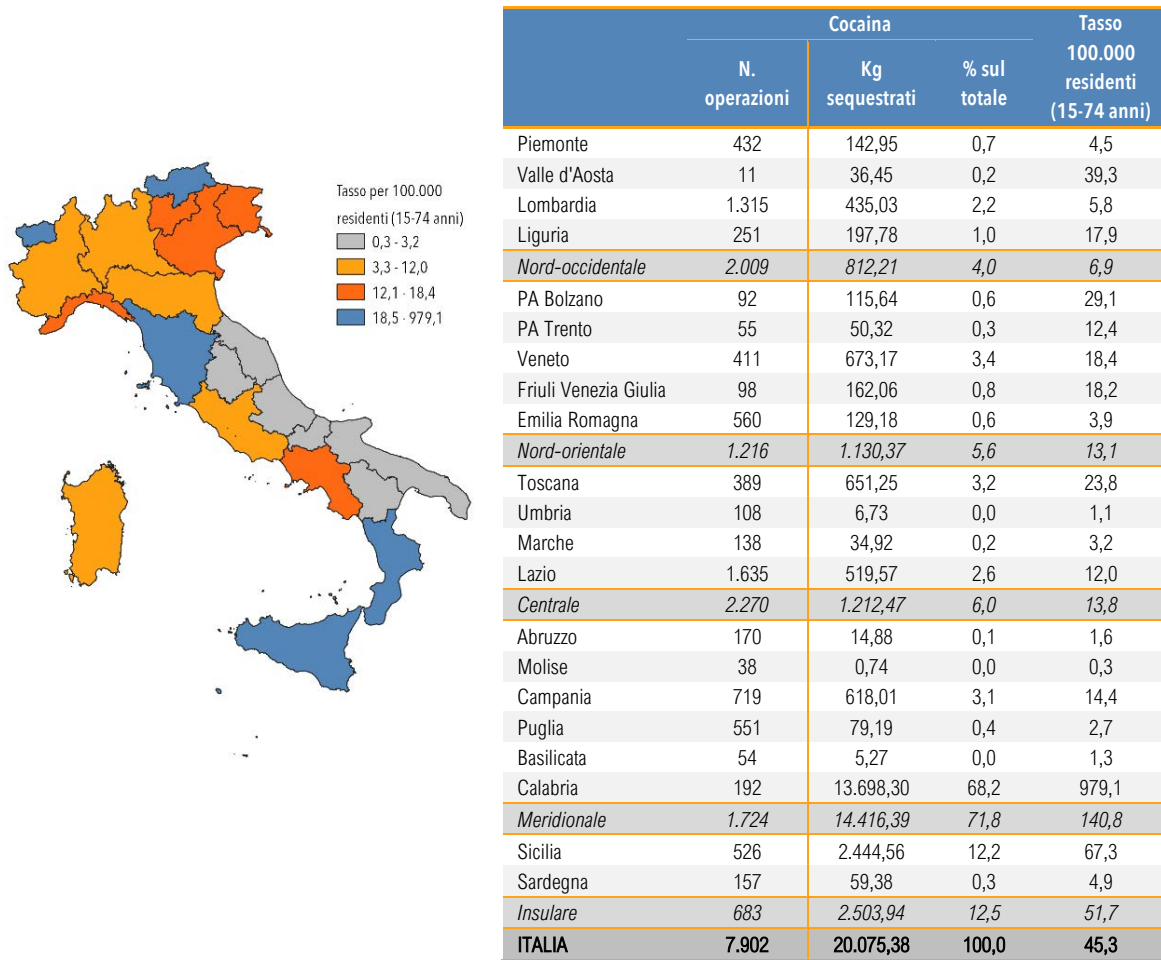 Tasso per 100.000
residenti (15-74 anni)
0,3 - 3,2
3,3 - 12,0
12,1 - 18,4
18,5 - 979,1
Cocaina Tasso
100.000
residenti
(15-74 anni)
N.
operazioni
Kg
sequestrati
% sul
totale
Piemonte 432 142,95 0,7 4,5
Valle d'Aosta 11 36,45 0,2 39,3
Lombardia 1.315 435,03 2,2 5,8
Liguria 251 197,78 1,0 17,9
Nord-occidentale 2.009 812,21 4,0 6,9
PA Bolzano 92 115,64 0,6 29,1
PA Trento 55 50,32 0,3 12,4
Veneto 411 673,17 3,4 18,4
Friuli Venezia Giulia 98 162,06 0,8 18,2
Emilia Romagna 560 129,18 0,6 3,9
Nord-orientale 1.216 1.130,37 5,6 13,1
Toscana 389 651,25 3,2 23,8
Umbria 108 6,73 0,0 1,1
Marche 138 34,92 0,2 3,2
Lazio 1.635 519,57 2,6 12,0
Centrale 2.270 1.212,47 6,0 13,8
Abruzzo 170 14,88 0,1 1,6
Molise 38 0,74 0,0 0,3
Campania 719 618,01 3,1 14,4
Puglia 551 79,19 0,4 2,7
Basilicata 54 5,27 0,0 1,3
Calabria 192 13.698,30 68,2 979,1
Meridionale 1.724 14.416,39 71,8 140,8
Sicilia 526 2.444,56 12,2 67,3
Sardegna 157 59,38 0,3 4,9
Insulare 683 2.503,94 12,5 51,7
ITALIA 7.902 20.075,38 100,0 45,3